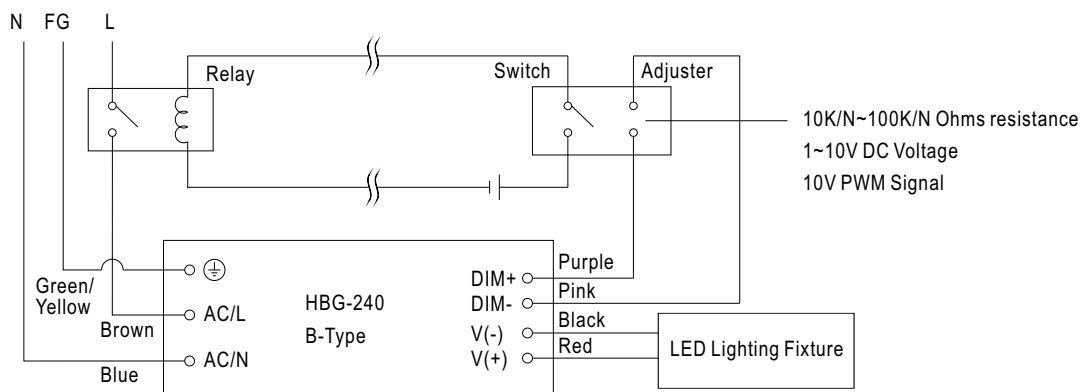 N FG L
Relay
Switch
Adjuster
10K/N~100K/N Ohms resistance
1~10V DC Voltage
10V PWM Signal
Green/
Yellow
Brown
Blue
AC/L
AC/N
HBG-240
B-Type
DIM+
DIM-
V(-)
V(+)
Purple
Pink
Black
Red
LED Lighting Fixture